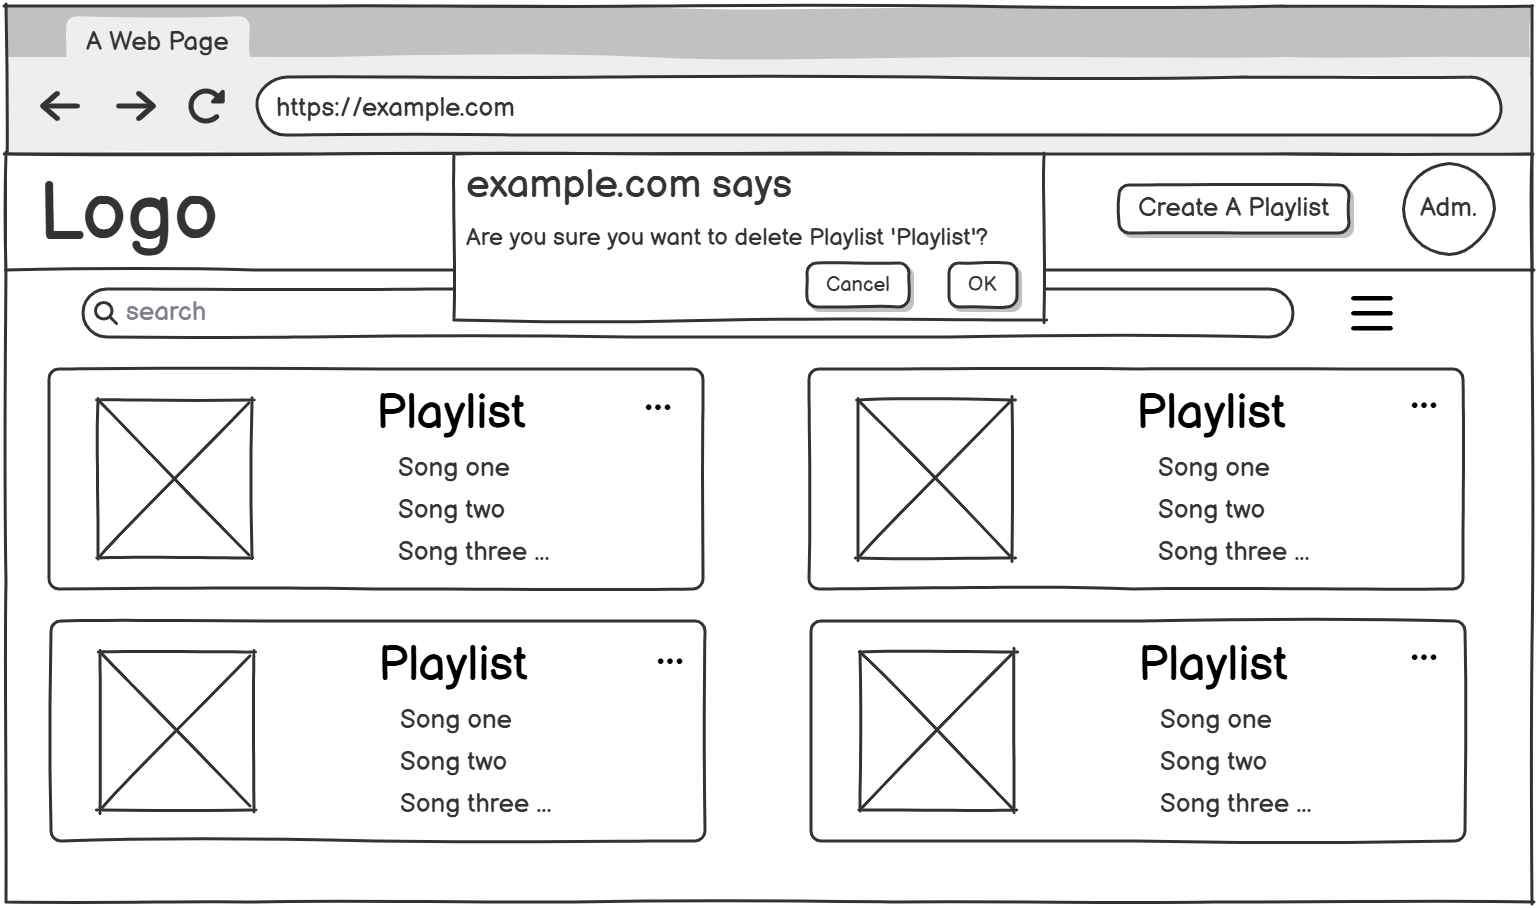 A Web Page
https://example.com
Logo
example.com says
Are you sure you want to delete Playlist 'Playlist'?
Cancel
OK
Create A Playlist
Adm.
search
Playlist
...
Song one
Song two
Song three ...
Playlist
...
Song one
Song two
Song three ...
Playlist
...
Song one
Song two
Song three ...
Playlist
...
Song one
Song two
Song three ...